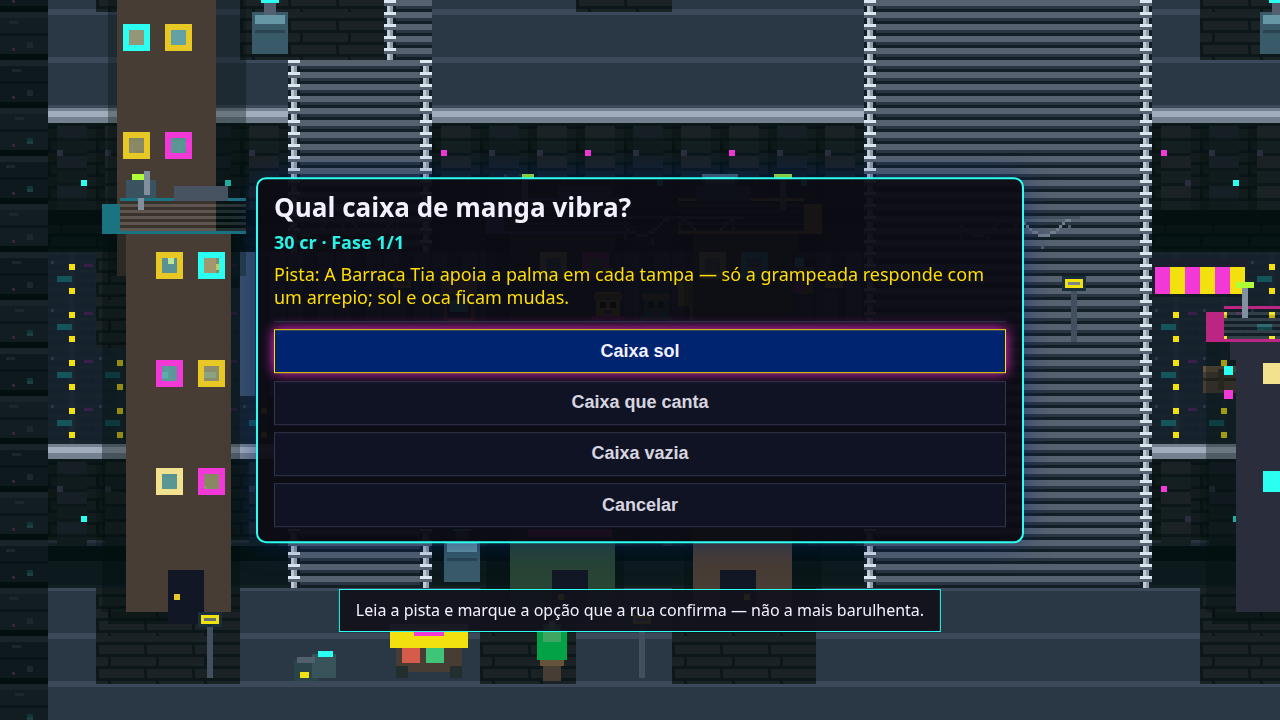 Qual caixa de manga vibra?
30 cr · Fase 1/1
Pista: A Barraca Tia apoia a palma em cada tampa — só a grampeada responde com
um arrepio; sol e oca ficam mudas.
Caixa sol
Caixa que canta
Caixa vazia
Cancelar
Leia a pista e marque a opção que a rua confirma — não a mais barulhenta.